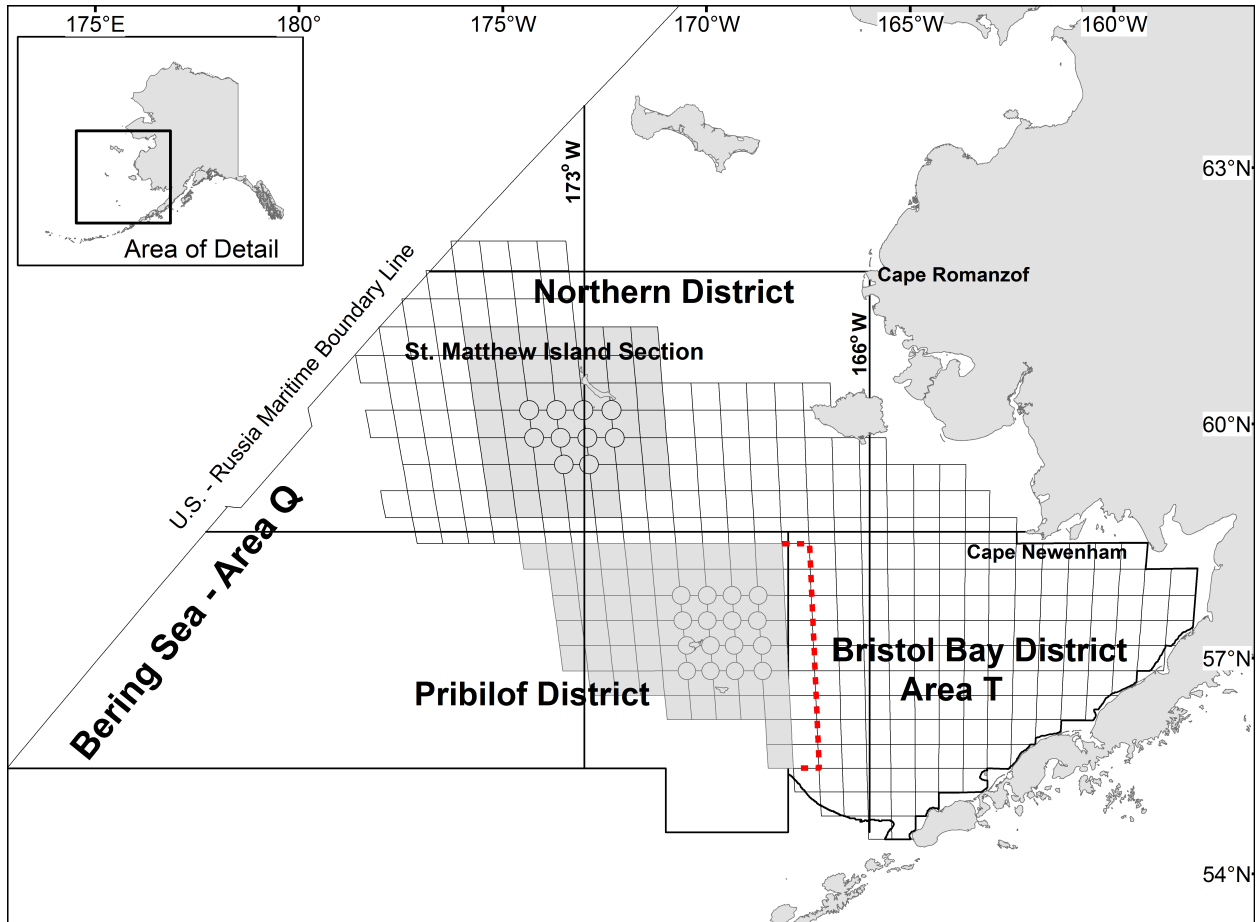 175°E
180°
175°W
170°W
165°W
160°W
Area of Detail
173° W
63°N
U.S. - Russia Maritime Boundary Line
Cape Romanzof
Northern District
166° W
St. Matthew Island Section
60°N
Bering Sea - Area Q
Cape Newenham
Bristol Bay District
Area T
57°N
Pribilof District
54°N